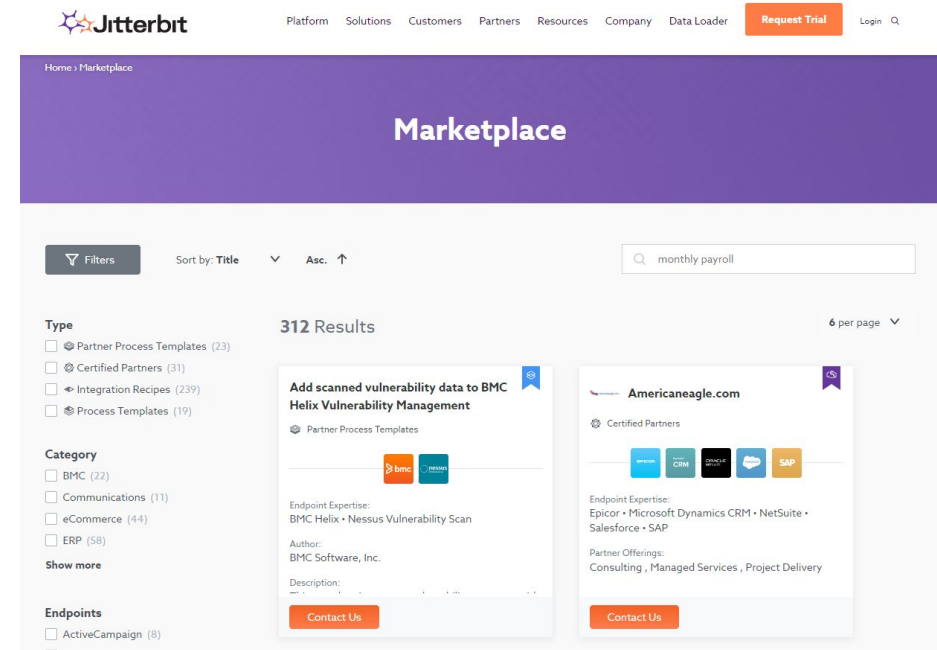 Jitterbit
Platform Solutions Customers Partners Resources Company Data Loader Request Trial Login
Home › Marketplace
Marketplace
Filters Sort by: Title Asc. monthly payroll
Type
Partner Process Templates (23)
Certified Partners (31)
Integration Recipes (239)
Process Templates (19)
Category
BMC (22)
Communications (11)
eCommerce (44)
ERP (58)
Show more
Endpoints
ActiveCampaign (8)
312 Results 6 per page
Add scanned vulnerability data to BMC
Helix Vulnerability Management
Partner Process Templates
bmc nessus
Endpoint Expertise:
BMC Helix • Nessus Vulnerability Scan
Author:
BMC Software, Inc.
Description:
Contact Us
Americaneagle.com
Certified Partners
CRM ORACLE SAP
Endpoint Expertise:
Epicor • Microsoft Dynamics CRM • NetSuite •
Salesforce • SAP
Partner Offerings:
Consulting , Managed Services , Project Delivery
Contact Us